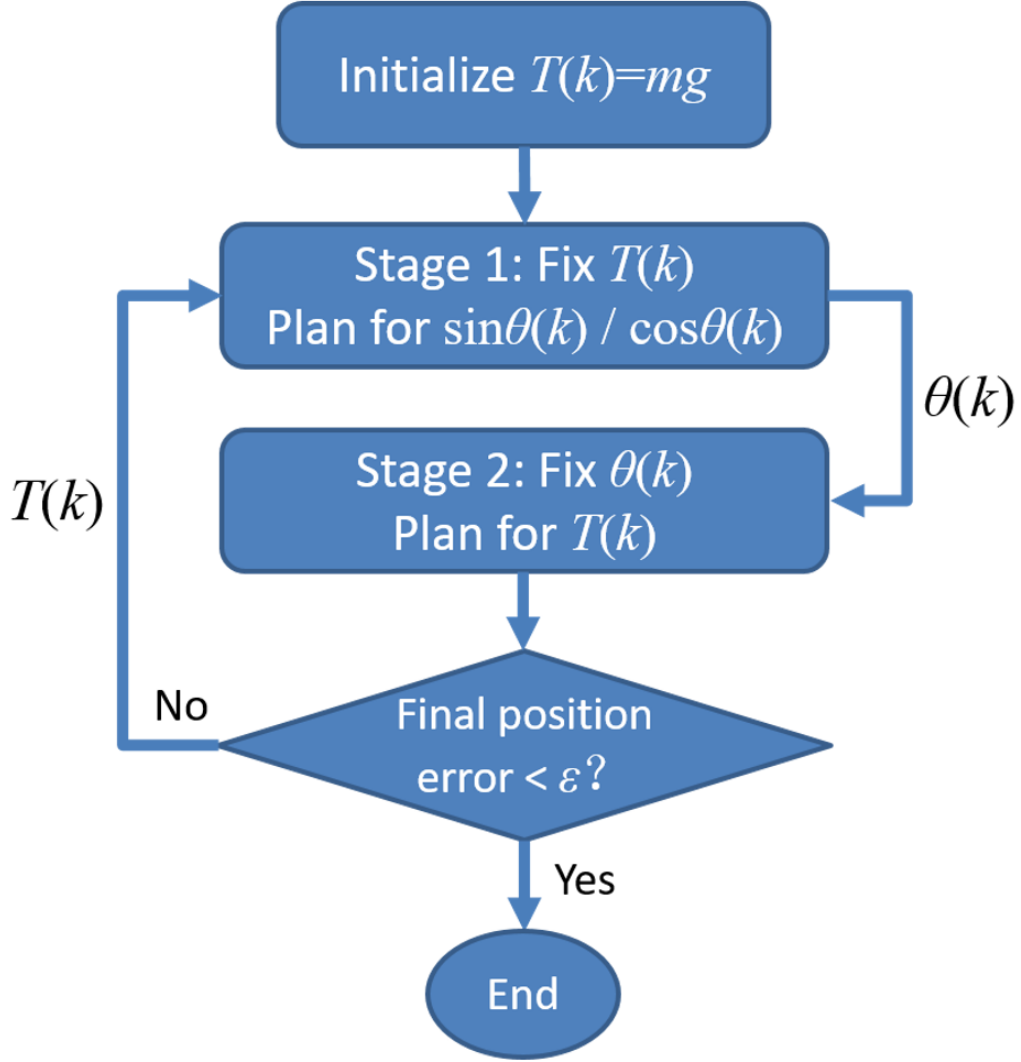 Initialize T(k)=mg
Stage 1: Fix T(k)
Plan for sinθ(k) / cosθ(k)
θ(k)
Stage 2: Fix θ(k)
Plan for T(k)
T(k)
No
Final position
error < ε?
Yes
End